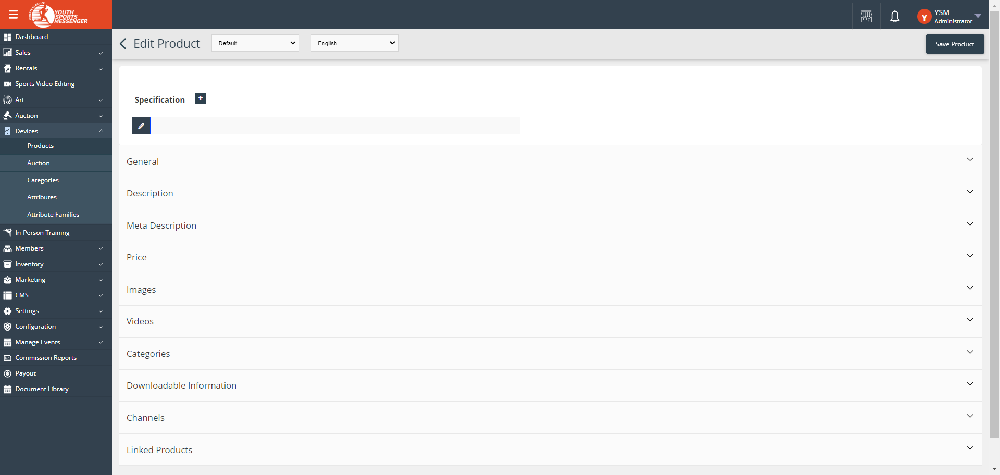 YOUTH
SPORTS
MESSENGER
YSM
Y
Administrator
Dashboard
Sales
Rentals
Sports Video Editing
Art
Auction
Devices
Products
Auction
Categories
Attributes
Attribute Families
In-Person Training
Members
Inventory
Marketing
CMS
Settings
Configuration
Manage Events
Commission Reports
Payout
Document Library
Edit Product
Default
English
Save Product
Specification
+
General
Description
Meta Description
Price
Images
Videos
Categories
Downloadable Information
Channels
Linked Products